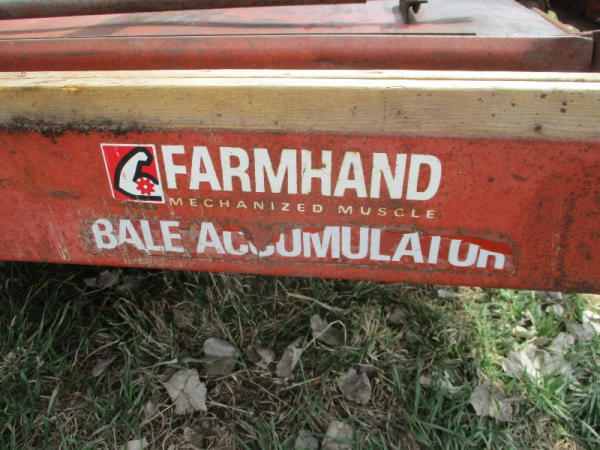 FARMHAND
MECHANIZED MUSCLE
BALE ACCUMULATOR